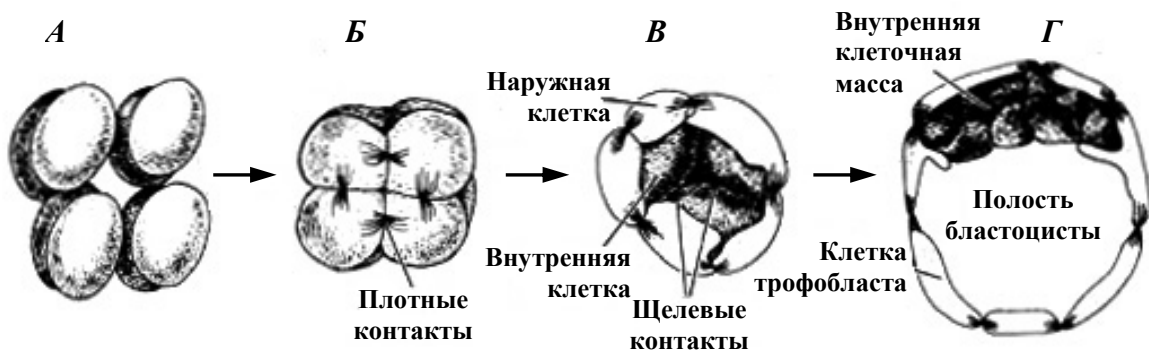 А
Б
В
Г
Наружная
клетка
Внутренняя
клеточная
масса
Полость
бластоцисты
Внутренняя
клетка
Клетка
трофобласта
Плотные
контакты
Щелевые
контакты